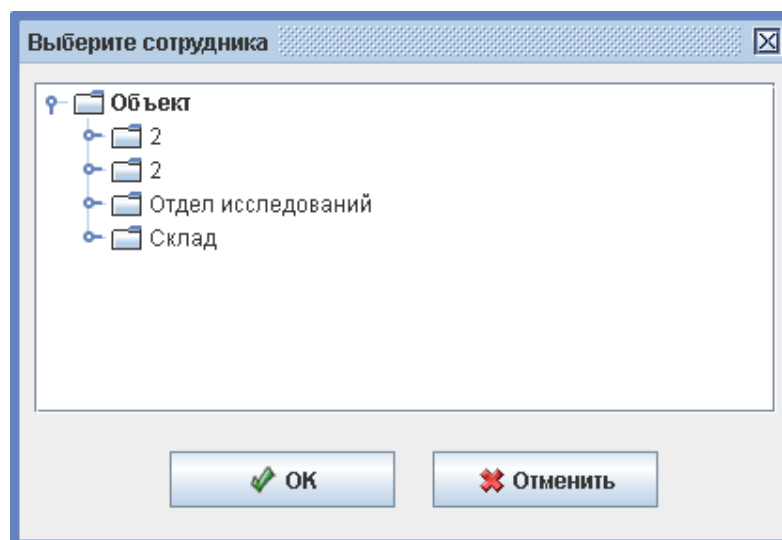 Выберите сотрудника
Объект
2
2
Отдел исследований
Склад
OK
Отменить